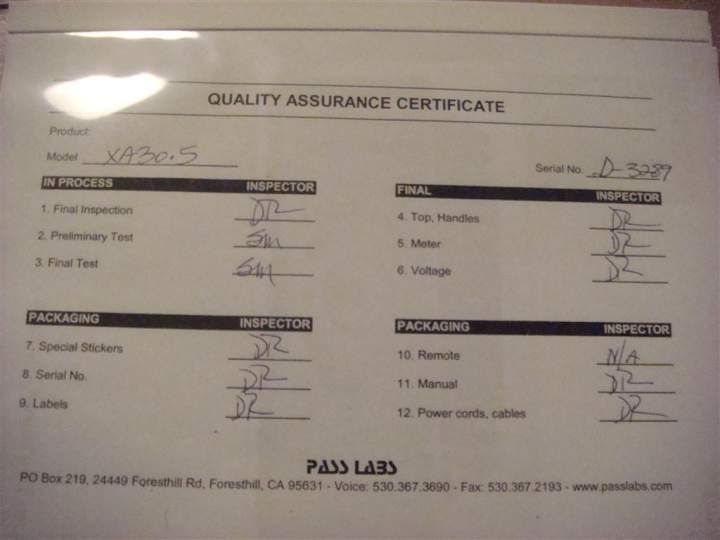 QUALITY ASSURANCE CERTIFICATE
Product:
Model XA30.5
Serial No. D-3289
IN PROCESS INSPECTOR
1. Final Inspection DR
2. Preliminary Test SM
3. Final Test SM
FINAL INSPECTOR
4. Top, Handles DR
5. Meter DR
6. Voltage DR
PACKAGING INSPECTOR
7. Special Stickers DR
8. Serial No. DR
9. Labels DR
PACKAGING INSPECTOR
10. Remote N/A
11. Manual DR
12. Power cords, cables DR
PASS LABS
PO Box 219, 24449 Foresthill Rd, Foresthill, CA 95631 - Voice: 530.367.3690 - Fax: 530.367.2193 - www.passlabs.com